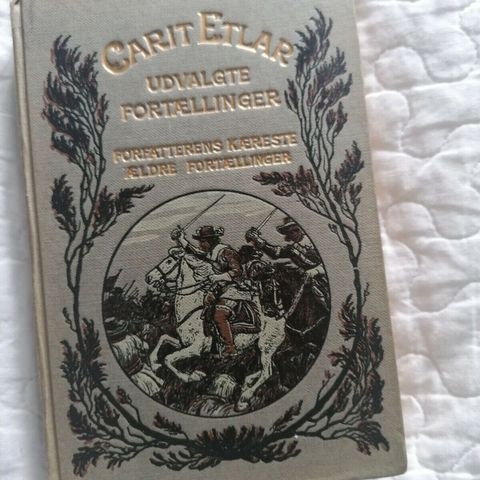 CARIT ETLAR
UDVALGTE
FORTÆLLINGER
FORFATTERENS KÆRESTE
ÆLDRE FORTÆLLINGER